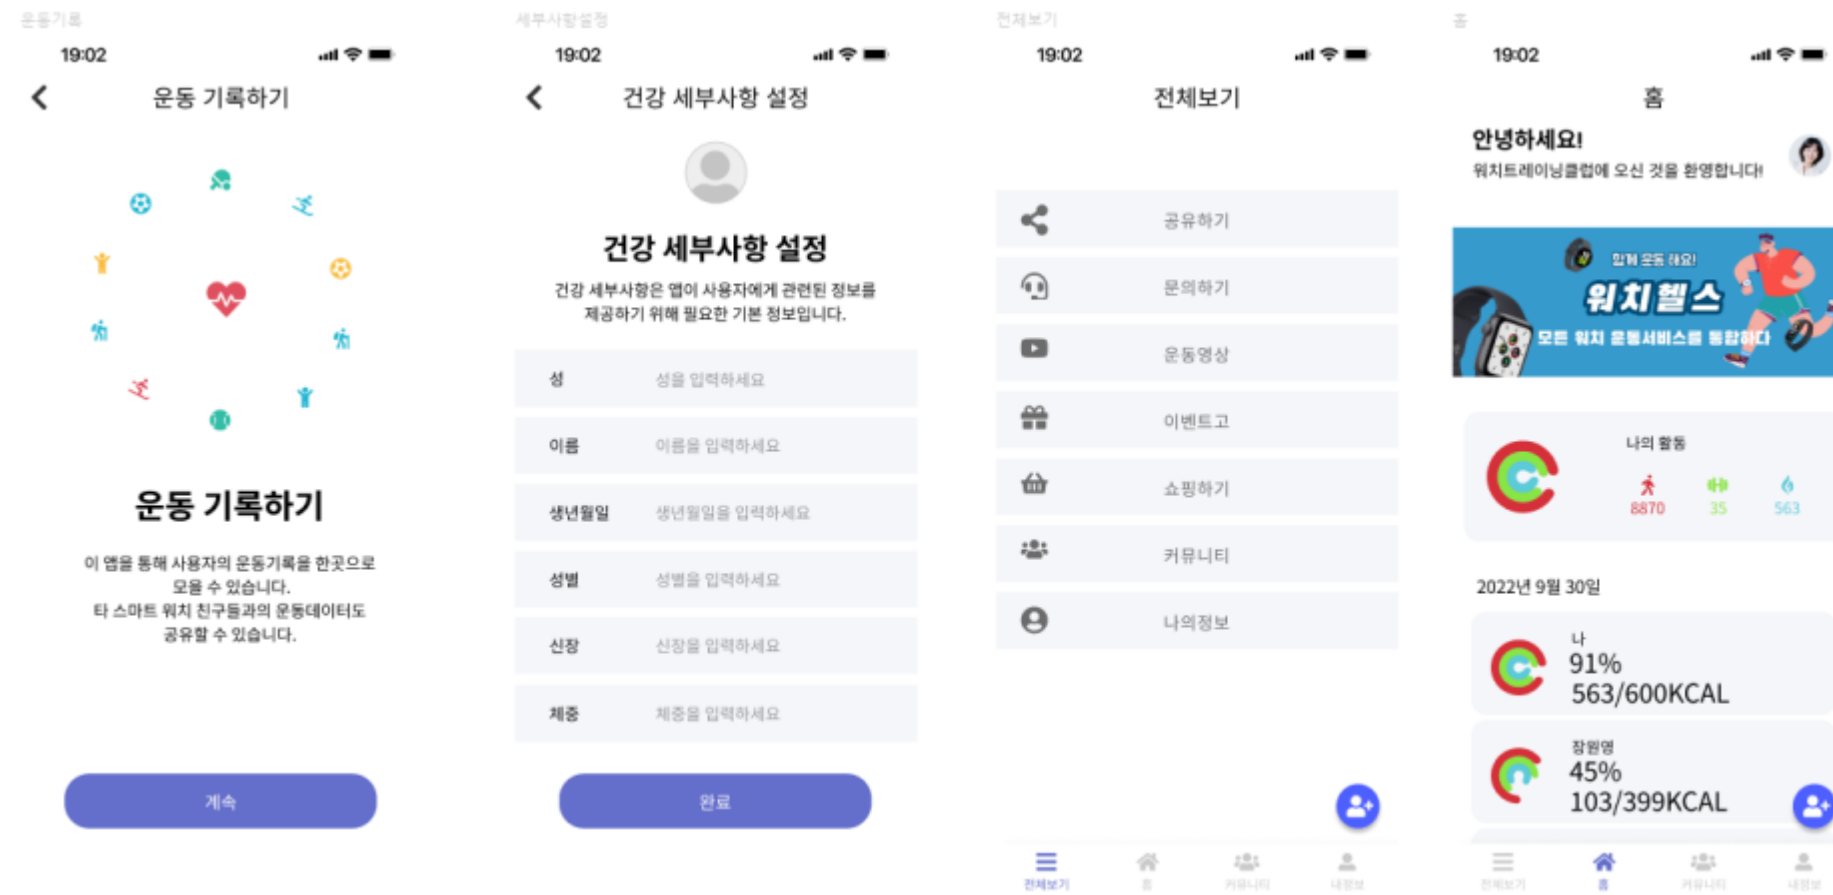 운동기록
19:02
운동 기록하기
운동 기록하기
이 앱을 통해 사용자의 운동기록을 한곳으로
모을 수 있습니다.
타 스마트 워치 친구들과의 운동데이터도
공유할 수 있습니다.
계속
세부사항설정
19:02
건강 세부사항 설정
건강 세부사항 설정
건강 세부사항은 앱이 사용자에게 관련된 정보를
제공하기 위해 필요한 기본 정보입니다.
성 성을 입력하세요
이름 이름을 입력하세요
생년월일 생년월일을 입력하세요
성별 성별을 입력하세요
신장 신장을 입력하세요
체중 체중을 입력하세요
완료
전체보기
19:02
전체보기
공유하기
문의하기
운동영상
이벤트고
쇼핑하기
커뮤니티
나의정보
전체보기 홈 커뮤니티 내정보
홈
19:02
홈
안녕하세요!
워치트레이닝클럽에 오신 것을 환영합니다!
함께 운동 해요!
워치헬스
모든 워치 운동서비스를 통합하다
나의 활동
8870 35 563
2022년 9월 30일
나
91%
563/600KCAL
장원영
45%
103/399KCAL
전체보기 홈 커뮤니티 내정보